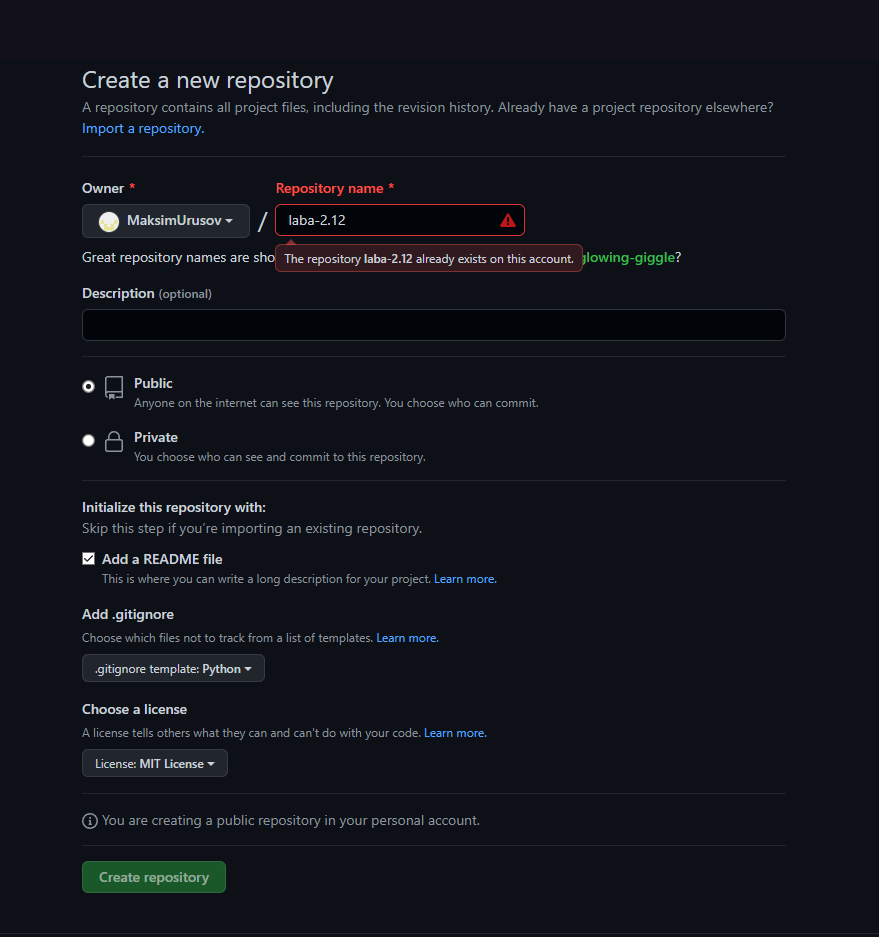 Create a new repository
A repository contains all project files, including the revision history. Already have a project repository elsewhere?
Import a repository.
Owner * Repository name *
MaksimUrusov / laba-2.12
Great repository names are sho
The repository laba-2.12 already exists on this account.
glowing-giggle?
Description (optional)
Public
Anyone on the internet can see this repository. You choose who can commit.
Private
You choose who can see and commit to this repository.
Initialize this repository with:
Skip this step if you’re importing an existing repository.
Add a README file
This is where you can write a long description for your project. Learn more.
Add .gitignore
Choose which files not to track from a list of templates. Learn more.
.gitignore template: Python
Choose a license
A license tells others what they can and can't do with your code. Learn more.
License: MIT License
You are creating a public repository in your personal account.
Create repository